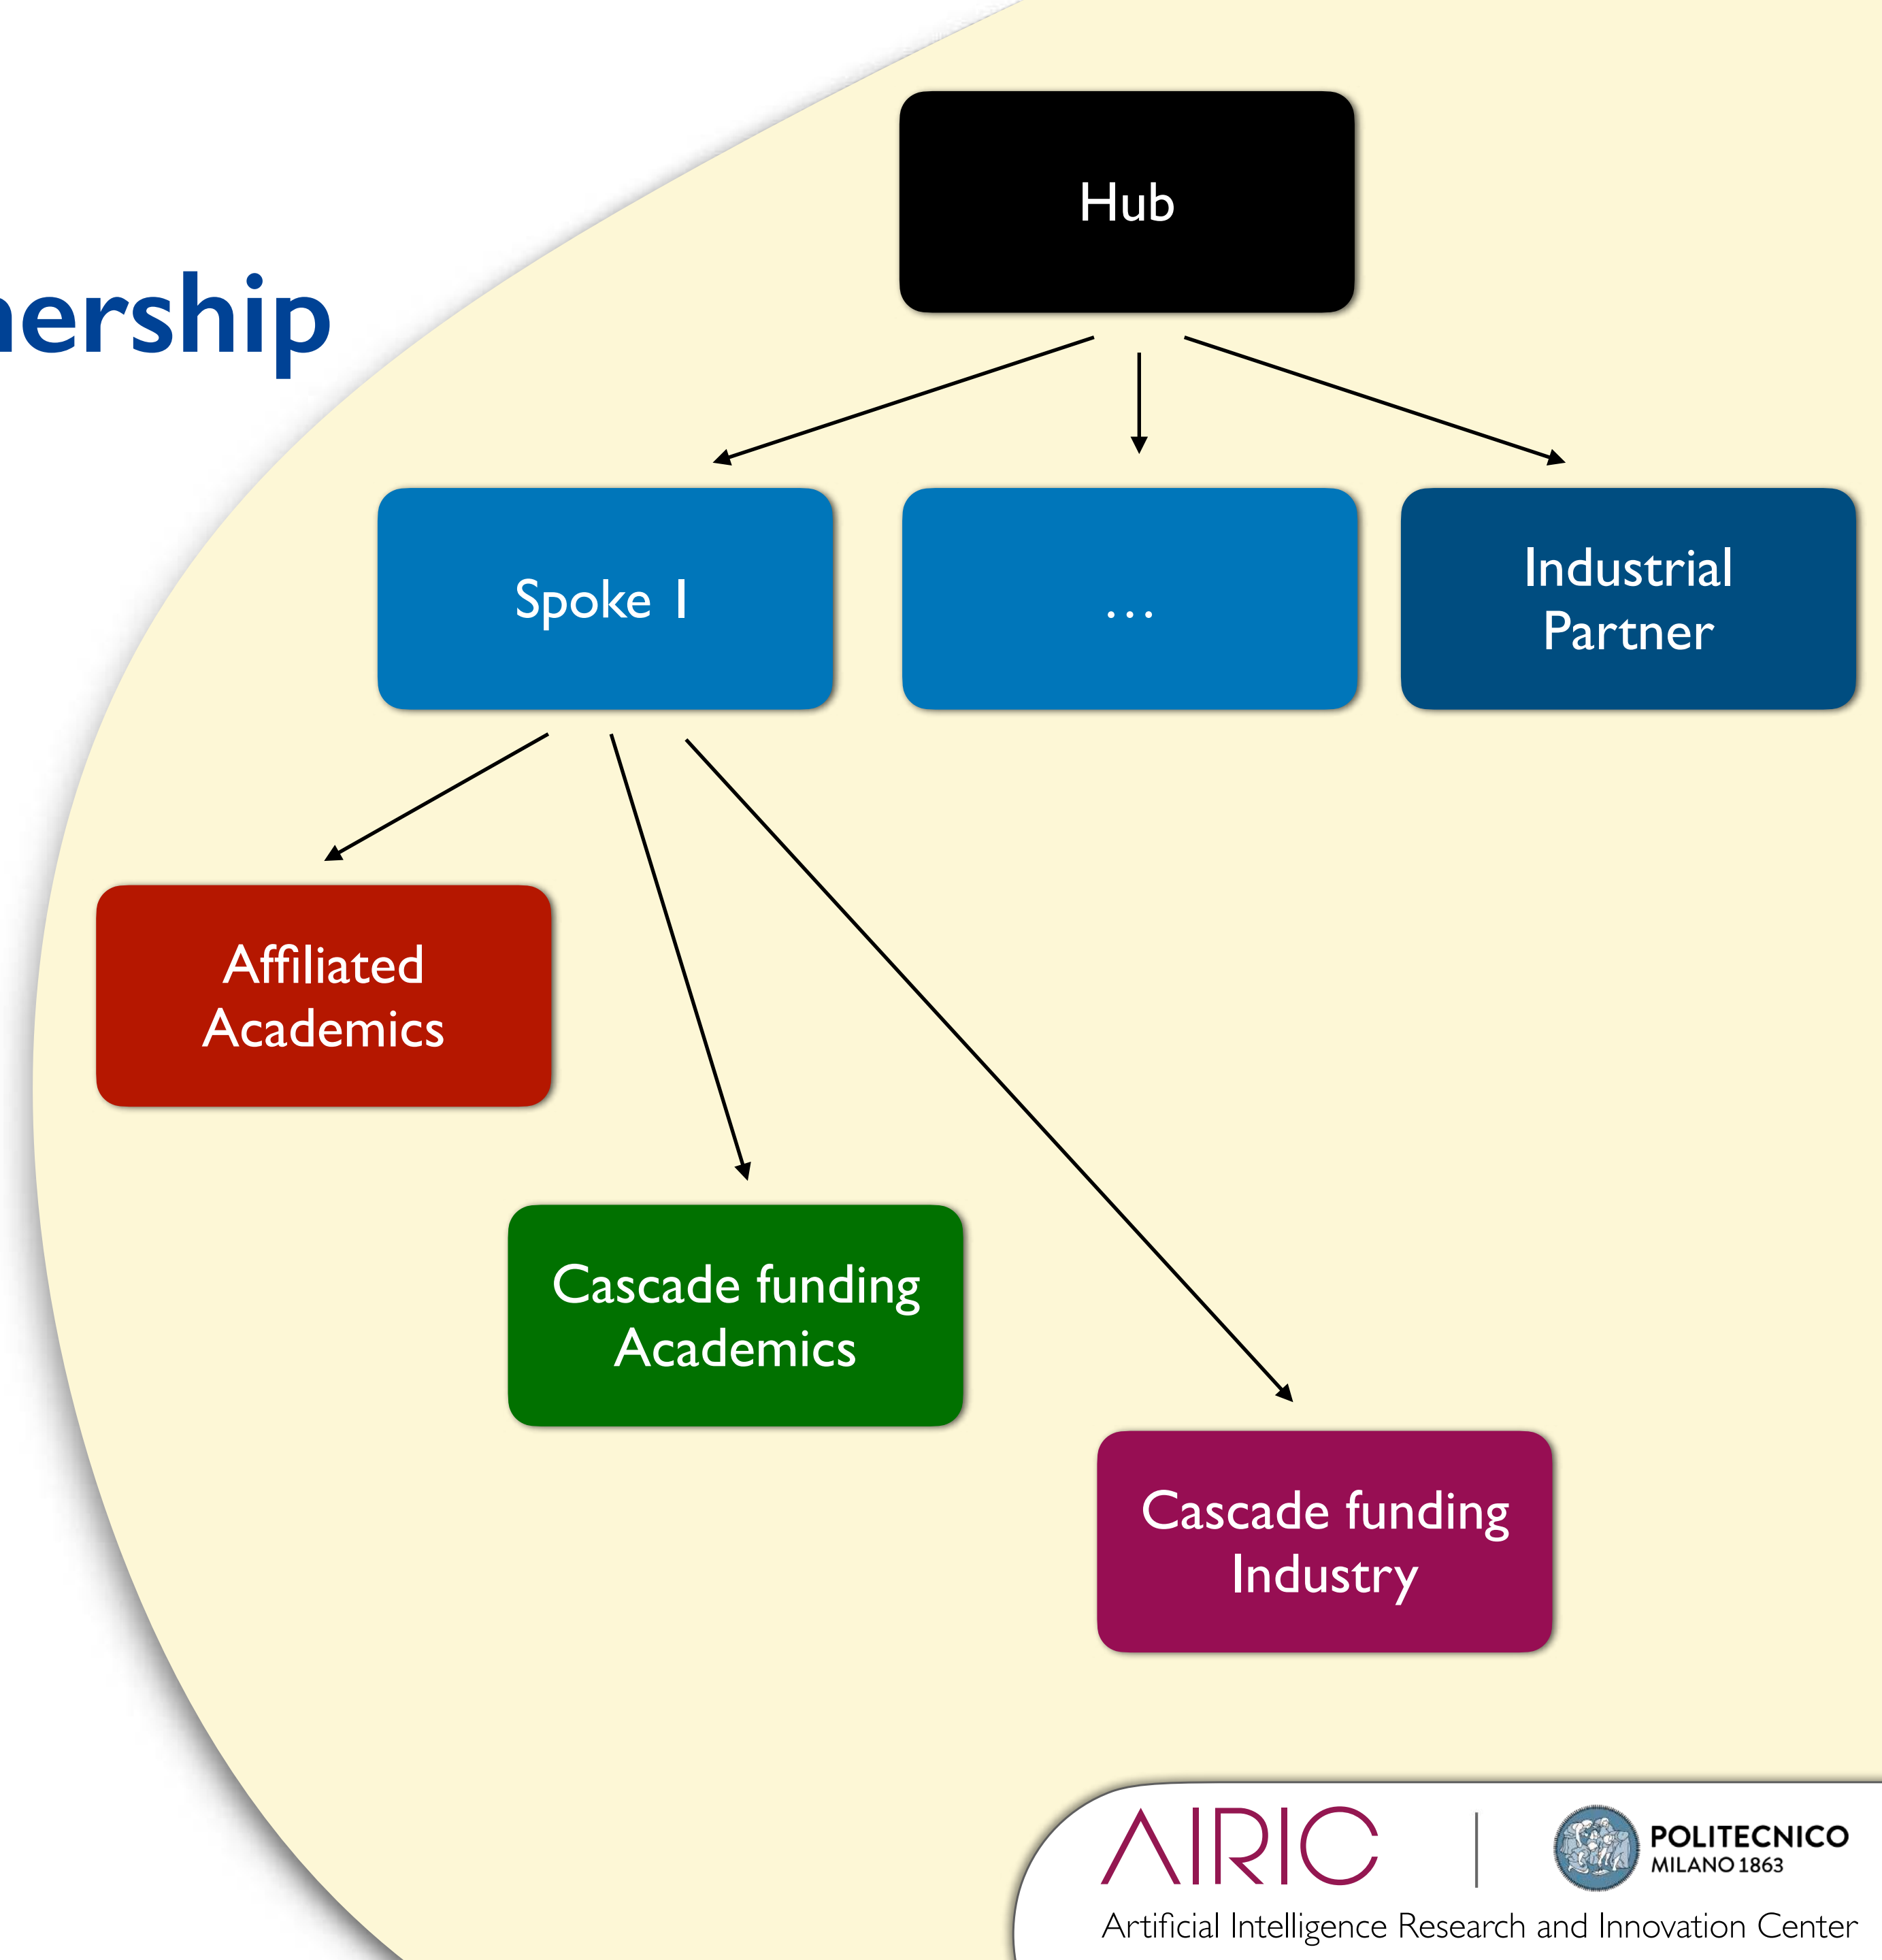 Hub
nership
Spoke 1
…
Industrial
Partner
Affiliated
Academics
Cascade funding
Academics
Cascade funding
Industry
AIRIC
POLITECNICO
MILANO 1863
Artificial Intelligence Research and Innovation Center